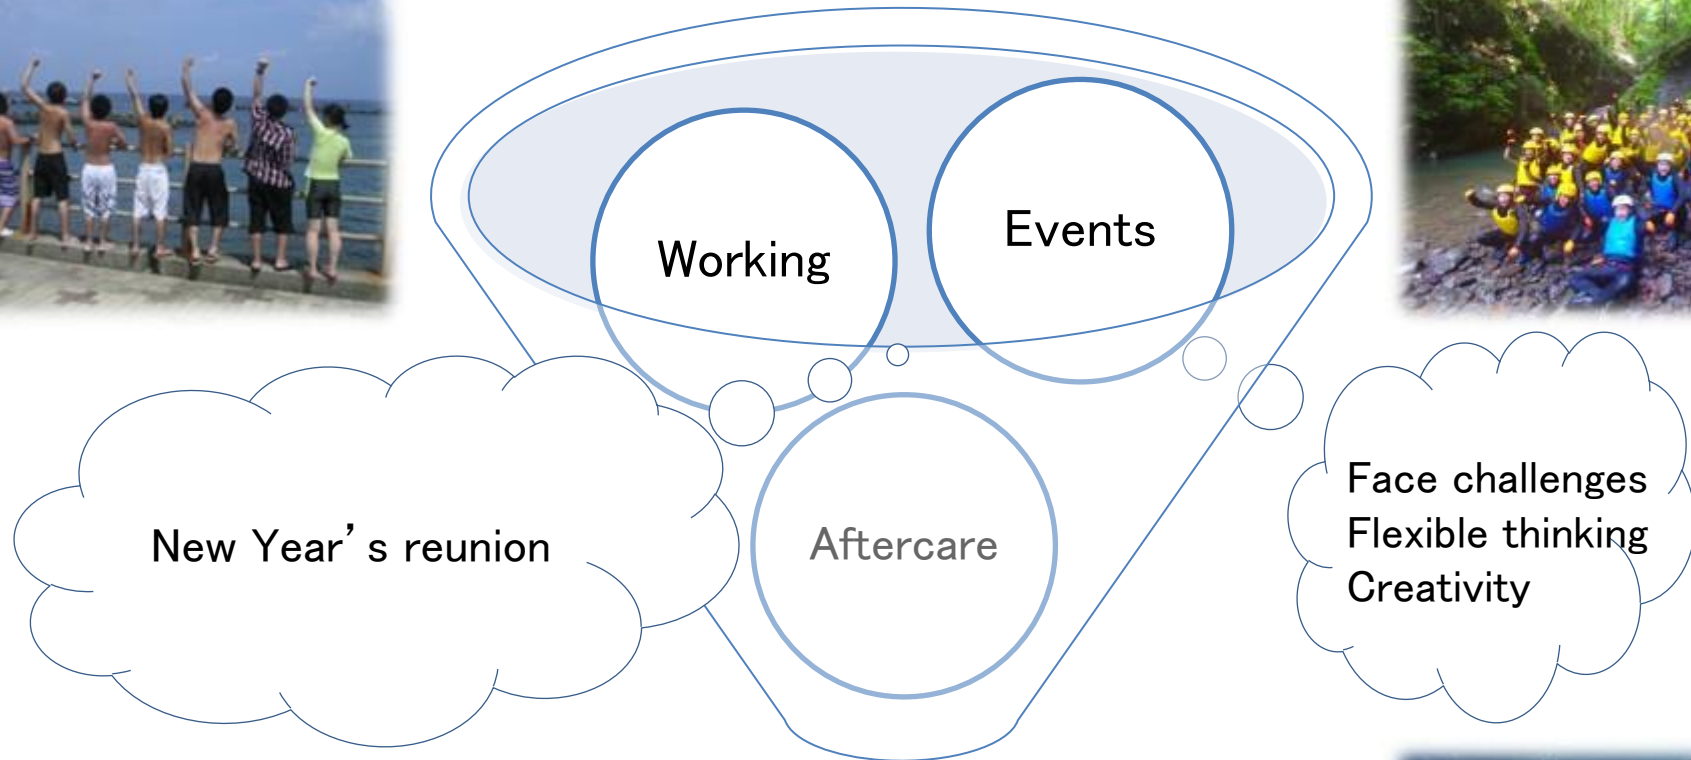 Working
Events
New Year’s reunion
Aftercare
Face challenges
Flexible thinking
Creativity